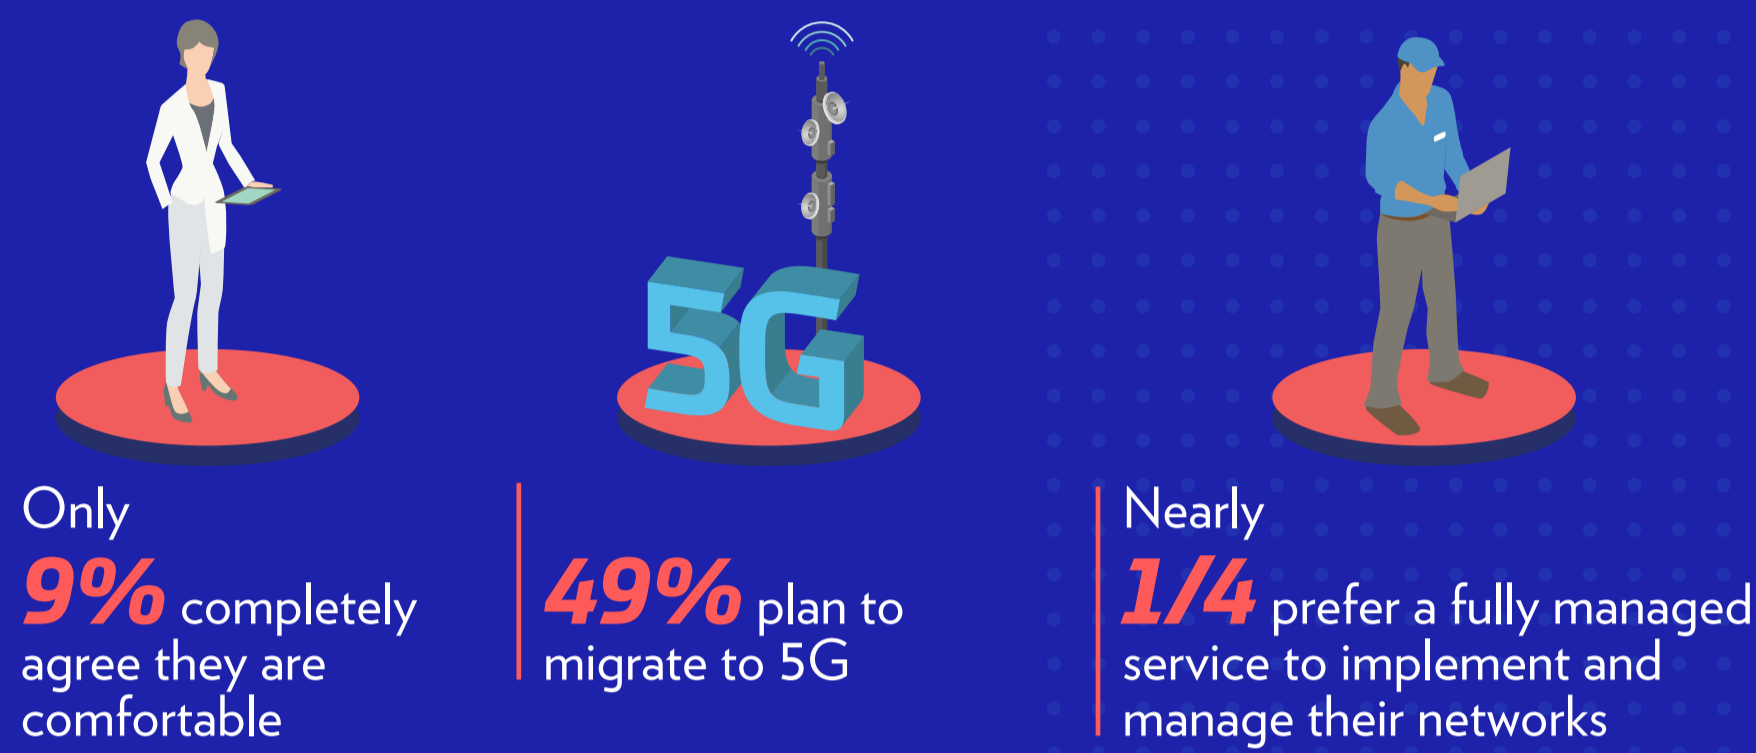 5G
Only
9% completely
agree they are
comfortable
49% plan to
migrate to 5G
Nearly
1/4 prefer a fully managed
service to implement and
manage their networks